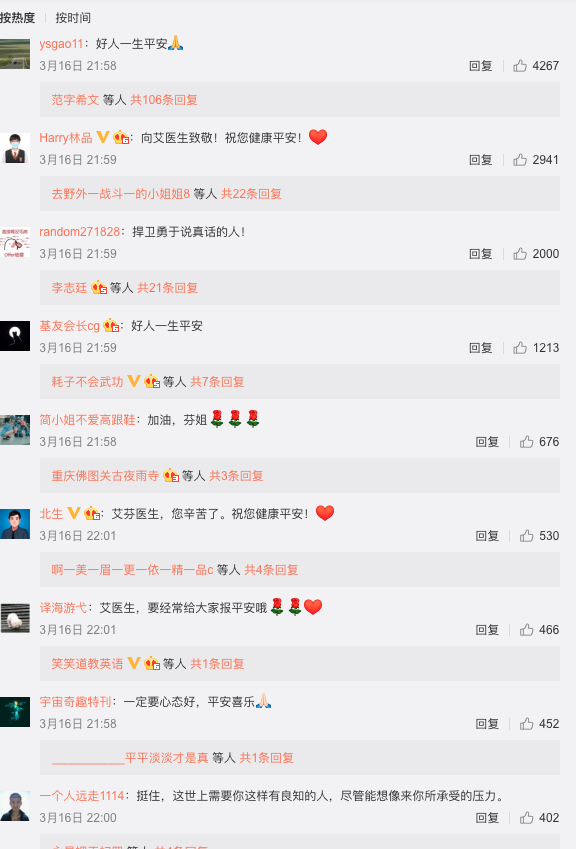 按热度 按时间
ysgao11：好人一生平安🙏
3月16日 21:58 回复 4267
范字希文 等人 共106条回复
Harry林品：向艾医生致敬！祝您健康平安！❤️
3月16日 21:59 回复 2941
去野外一战斗一的小姐姐8 等人 共22条回复
random271828：捍卫勇于说真话的人！
3月16日 21:59 回复 2000
李志廷 等人 共21条回复
基友会长cg：好人一生平安
3月16日 21:59 回复 1213
耗子不会武功 等人 共7条回复
简小姐不爱高跟鞋：加油，芬姐🌹🌹🌹
3月16日 21:58 回复 676
重庆佛图关古夜雨寺 等人 共3条回复
北生：艾芬医生，您辛苦了。祝您健康平安！❤️
3月16日 22:01 回复 530
啊一美一眉一更一依一精一品c 等人 共4条回复
译海游弋：艾医生，要经常给大家报平安哦🌹🌹❤️
3月16日 22:01 回复 466
笑笑道教英语 等人 共1条回复
宇宙奇趣特刊：一定要心态好，平安喜乐🙏
3月16日 21:58 回复 452
___________平平淡淡才是真 等人 共1条回复
一个人远走1114：挺住，这世上需要你这样有良知的人，尽管能想像来你所承受的压力。
3月16日 22:00 回复 402